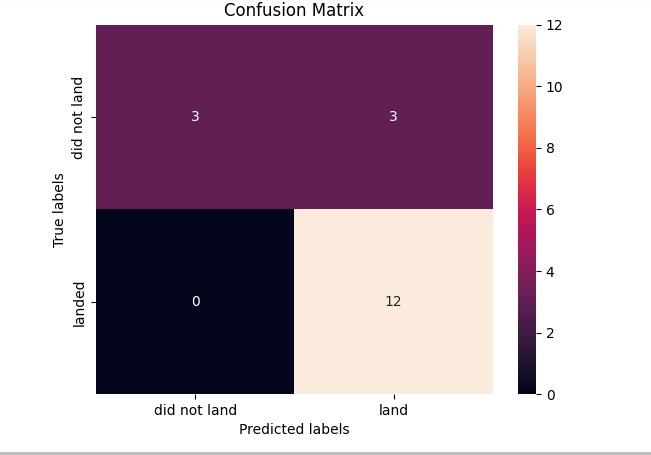 Confusion Matrix
True labels
did not land
landed
3
3
0
12
did not land
land
Predicted labels
12
10
8
6
4
2
0